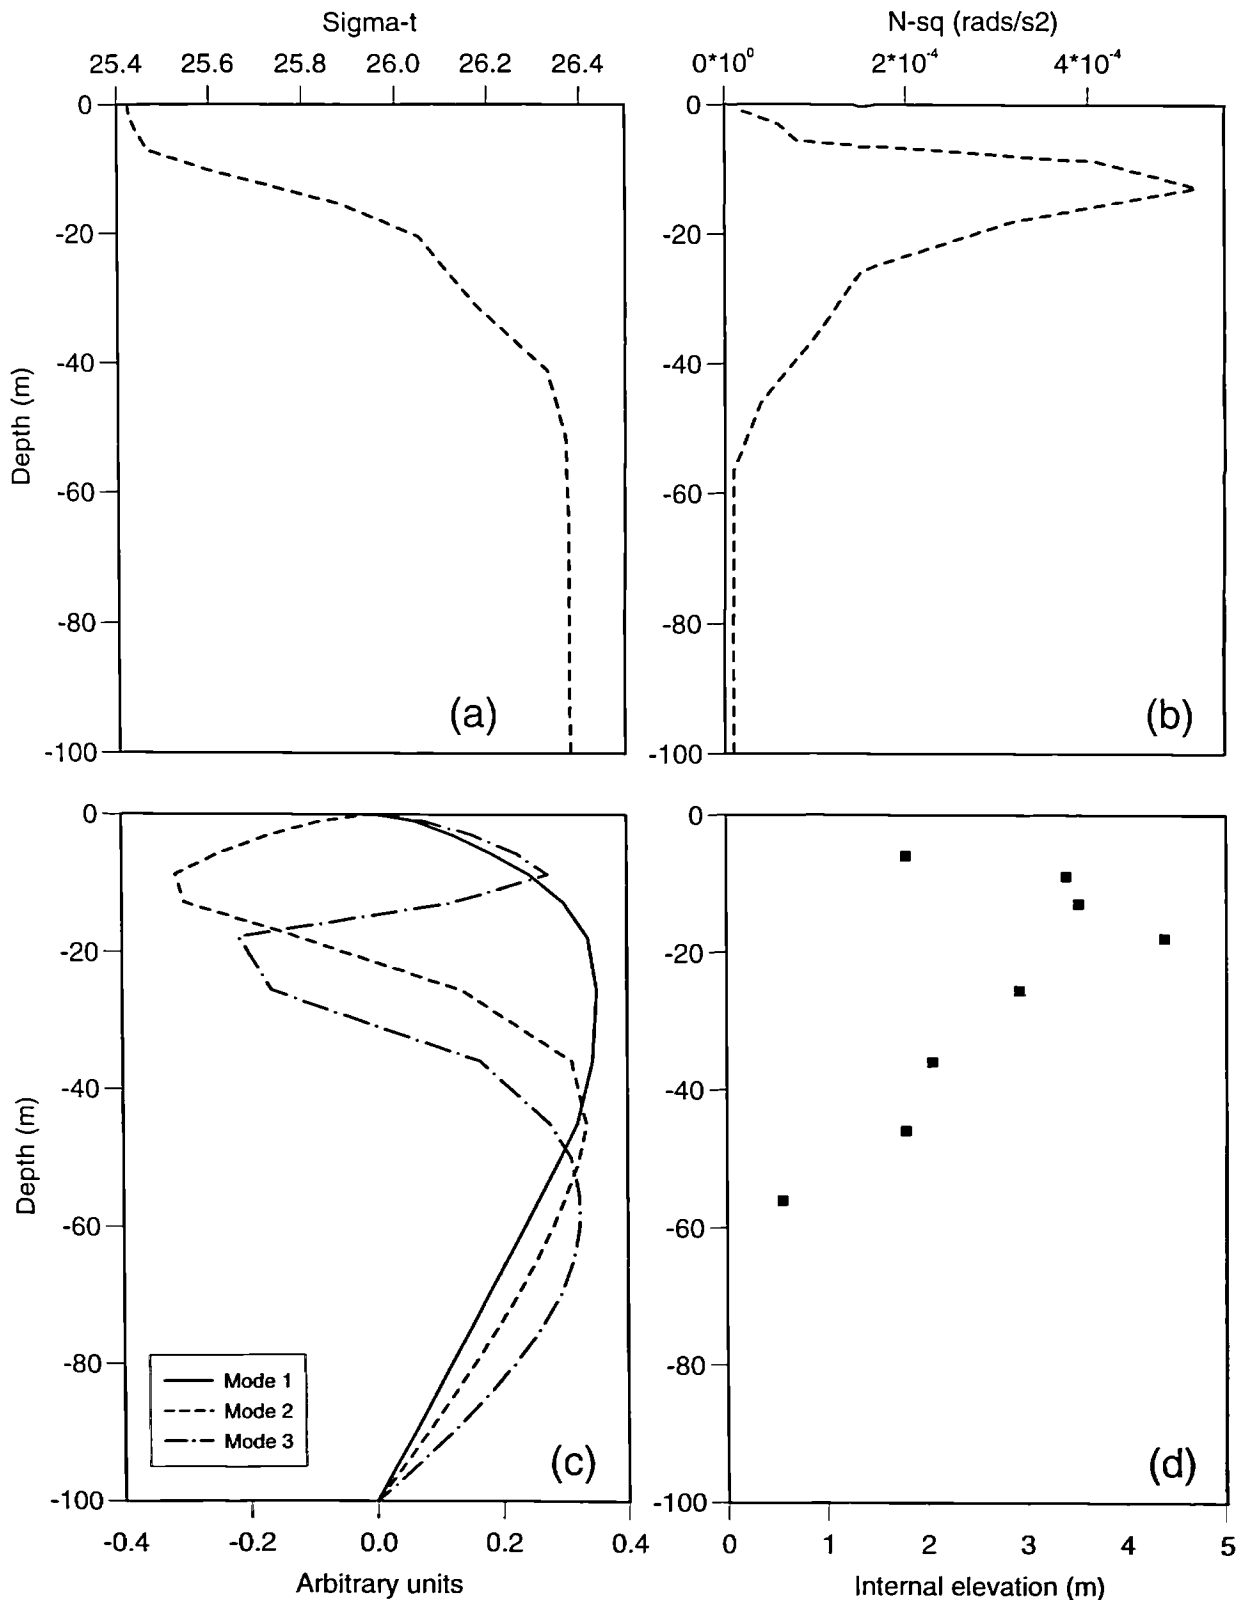 Sigma-t
25.4 25.6 25.8 26.0 26.2 26.4
0
-20
-40
-60
-80
-100
Depth (m)
(a)
N-sq (rads/s2)
0*10⁰ 2*10⁻⁴ 4*10⁻⁴
0
-20
-40
-60
-80
-100
(b)
0
-20
-40
-60
-80
-100
Depth (m)
Mode 1
Mode 2
Mode 3
(c)
-0.4 -0.2 0.0 0.2 0.4
Arbitrary units
0
-20
-40
-60
-80
-100
(d)
0 1 2 3 4 5
Internal elevation (m)